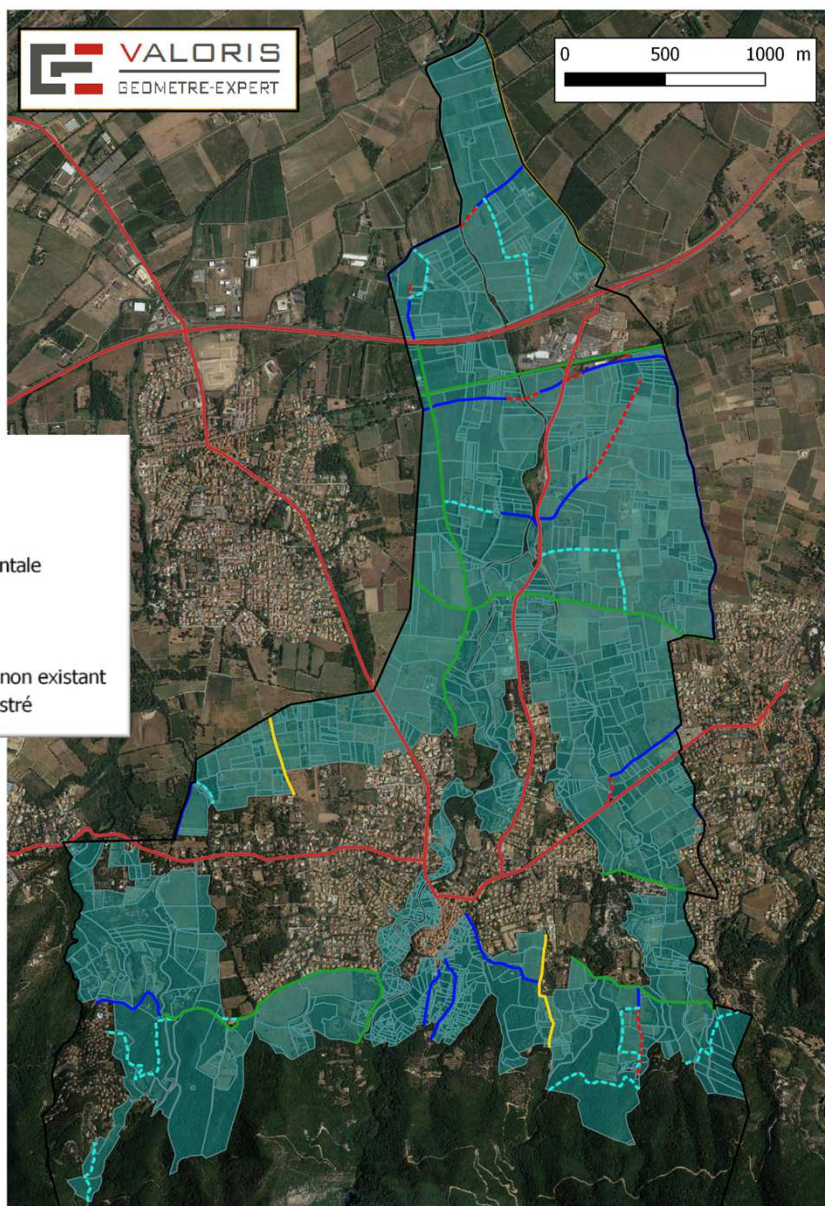 VALORIS
GEOMETRE-EXPERT
0 500 1000 m
ntale
non existant
stré